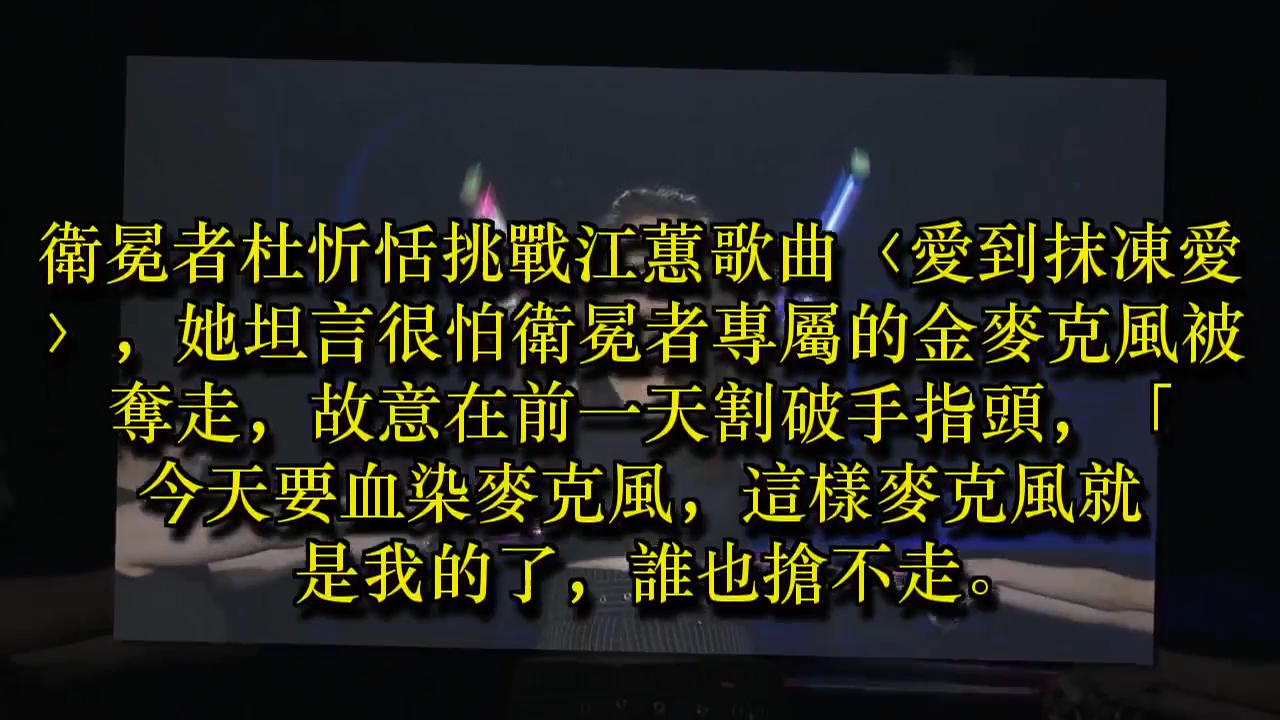 衛冕者杜忻恬挑戰江蕙歌曲〈愛到抹凍愛
〉，她坦言很怕衛冕者專屬的金麥克風被
奪走，故意在前一天割破手指頭，「
今天要血染麥克風，這樣麥克風就
是我的了，誰也搶不走。